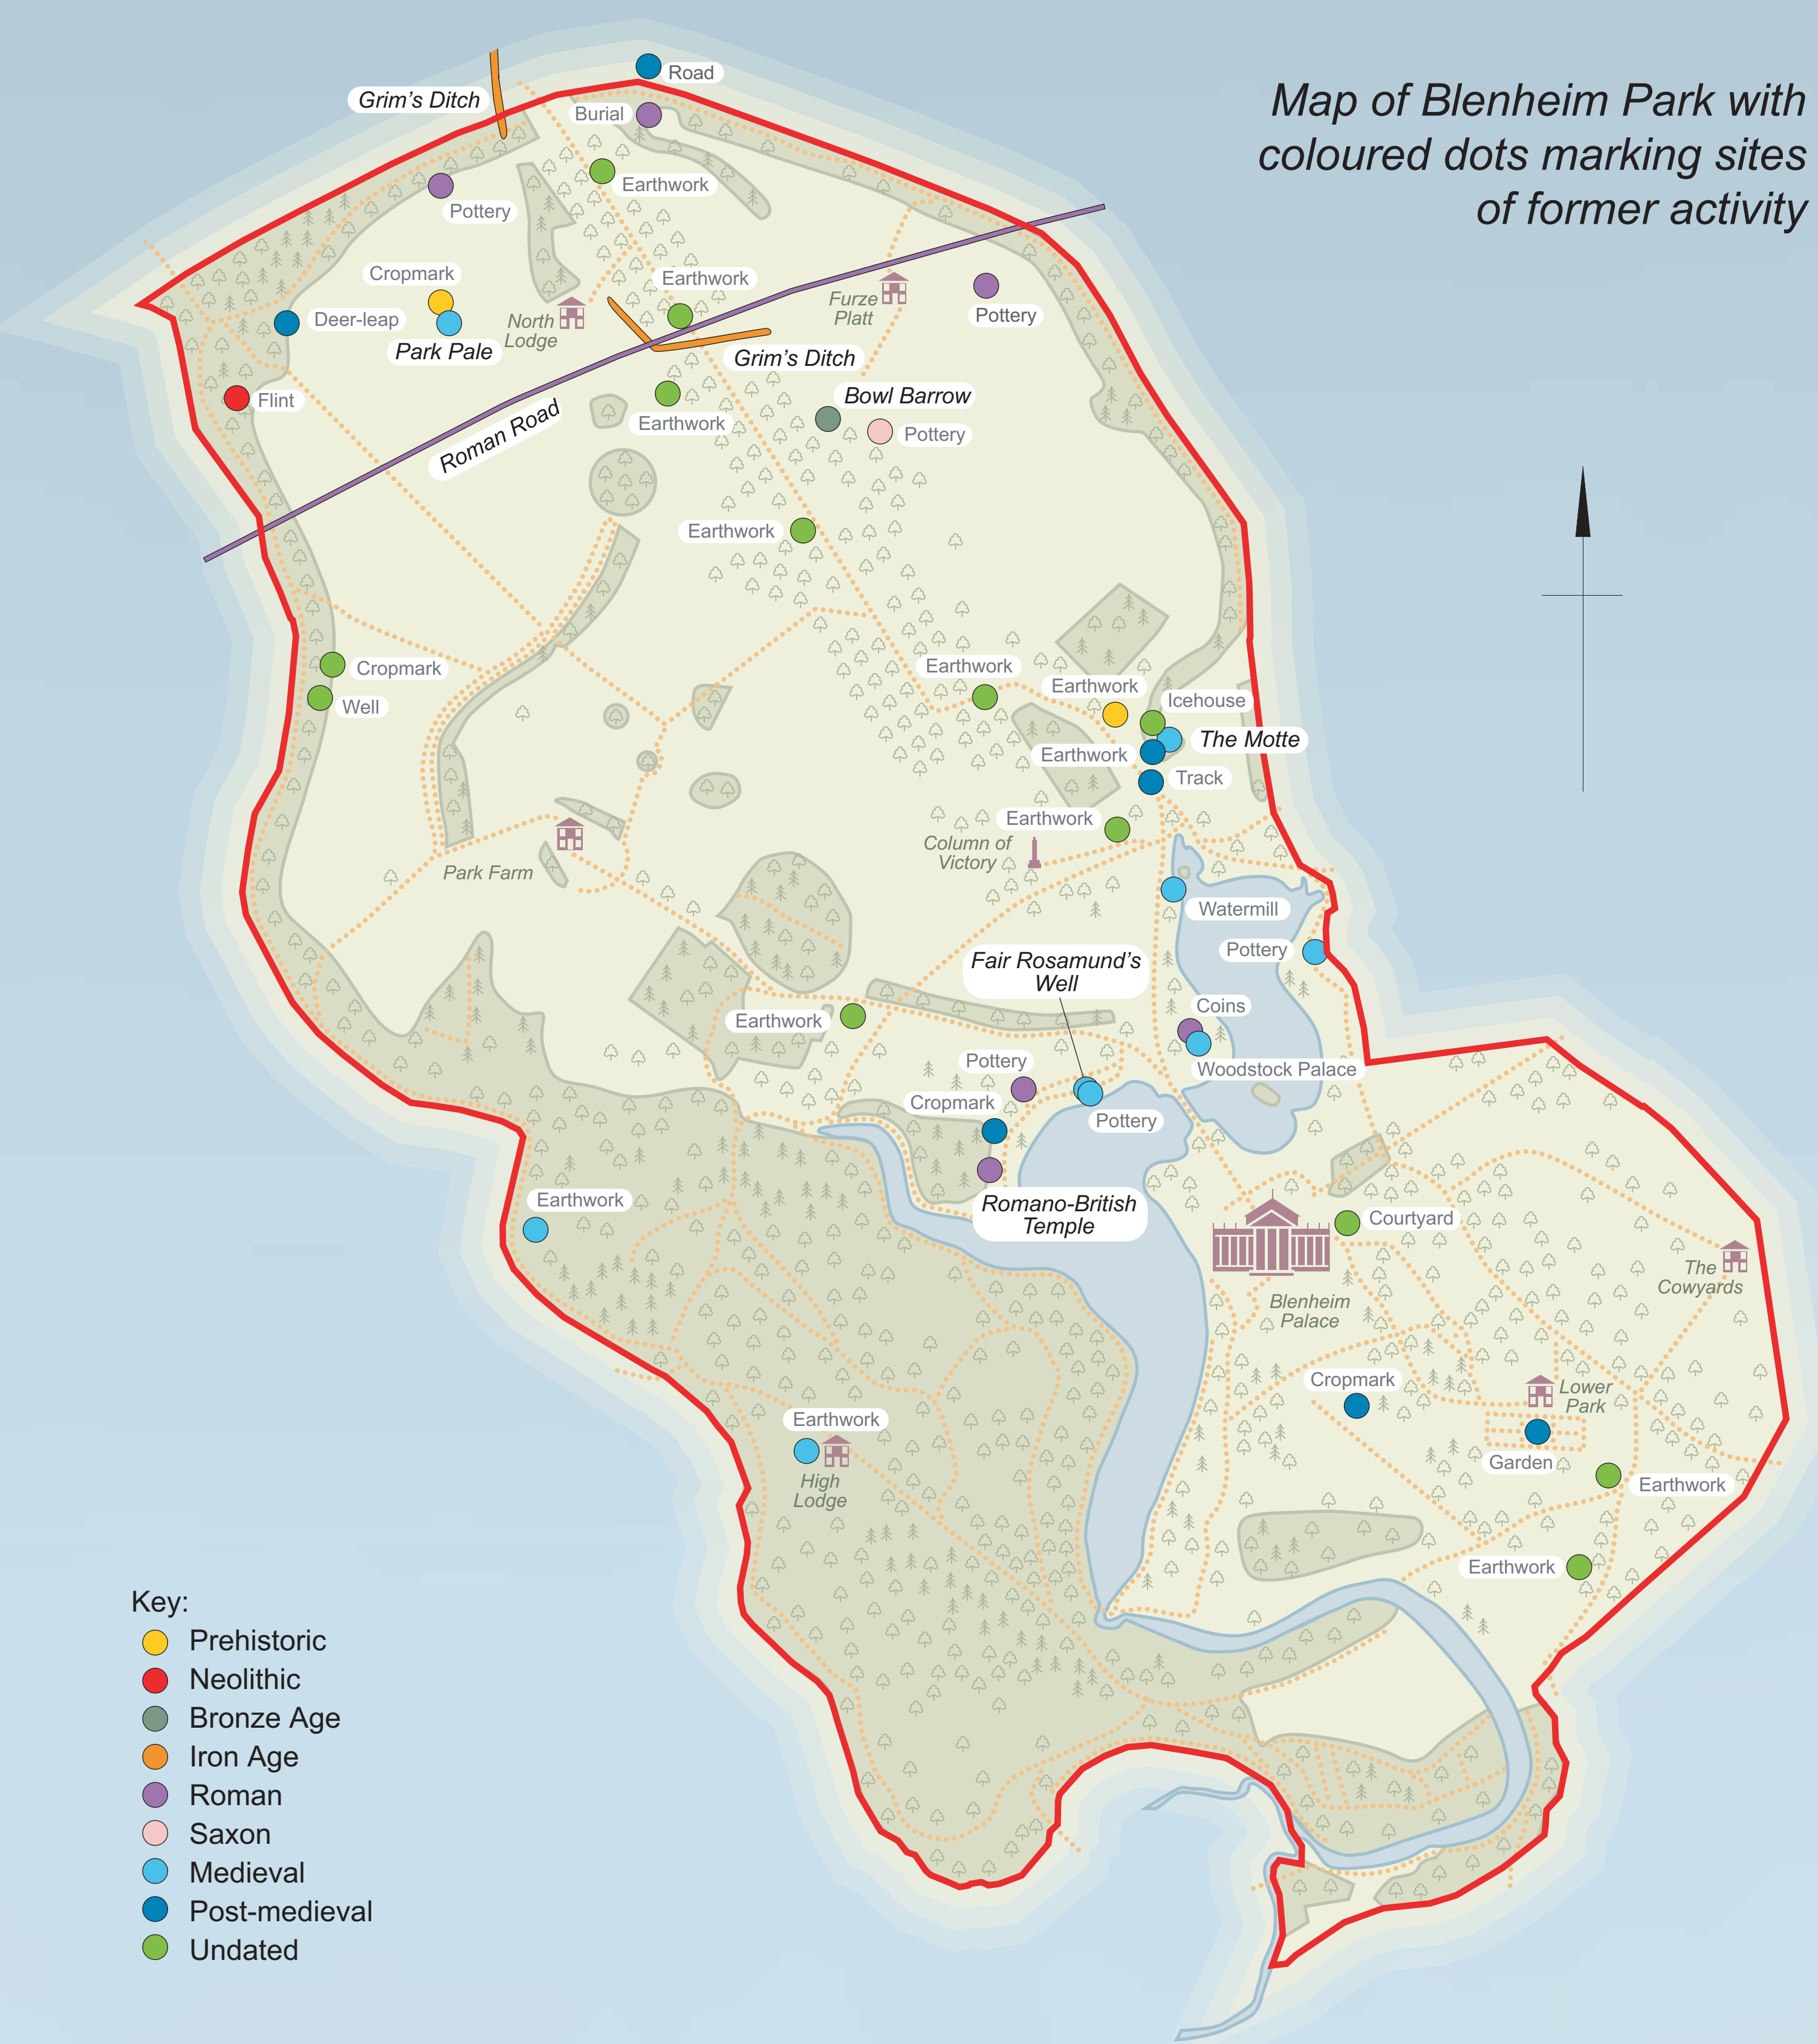 Map of Blenheim Park with
coloured dots marking sites
of former activity
Road
Grim's Ditch
Burial
Earthwork
Pottery
Cropmark
Earthwork
Furze
Platt
Pottery
Deer-leap
North
Lodge
Park Pale
Grim's Ditch
Flint
Bowl Barrow
Earthwork
Pottery
Roman Road
Earthwork
Cropmark
Earthwork
Earthwork
Well
Icehouse
The Motte
Earthwork
Track
Earthwork
Column of
Victory
Park Farm
Watermill
Pottery
Fair Rosamund's
Well
Coins
Earthwork
Pottery
Woodstock Palace
Cropmark
Pottery
Earthwork
Romano-British
Temple
Courtyard
The
Cowyards
Blenheim
Palace
Cropmark
Lower
Park
Earthwork
Garden
High
Lodge
Earthwork
Earthwork
Key:
Prehistoric
Neolithic
Bronze Age
Iron Age
Roman
Saxon
Medieval
Post-medieval
Undated